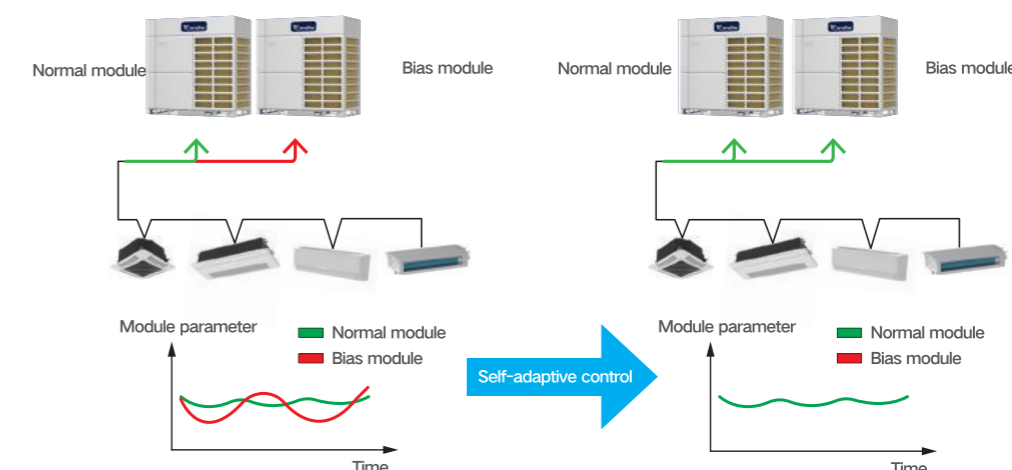 Normal module
Bias module
Normal module
Bias module
Module parameter
Normal module
Bias module
Time
Self-adaptive control
Module parameter
Normal module
Bias module
Time